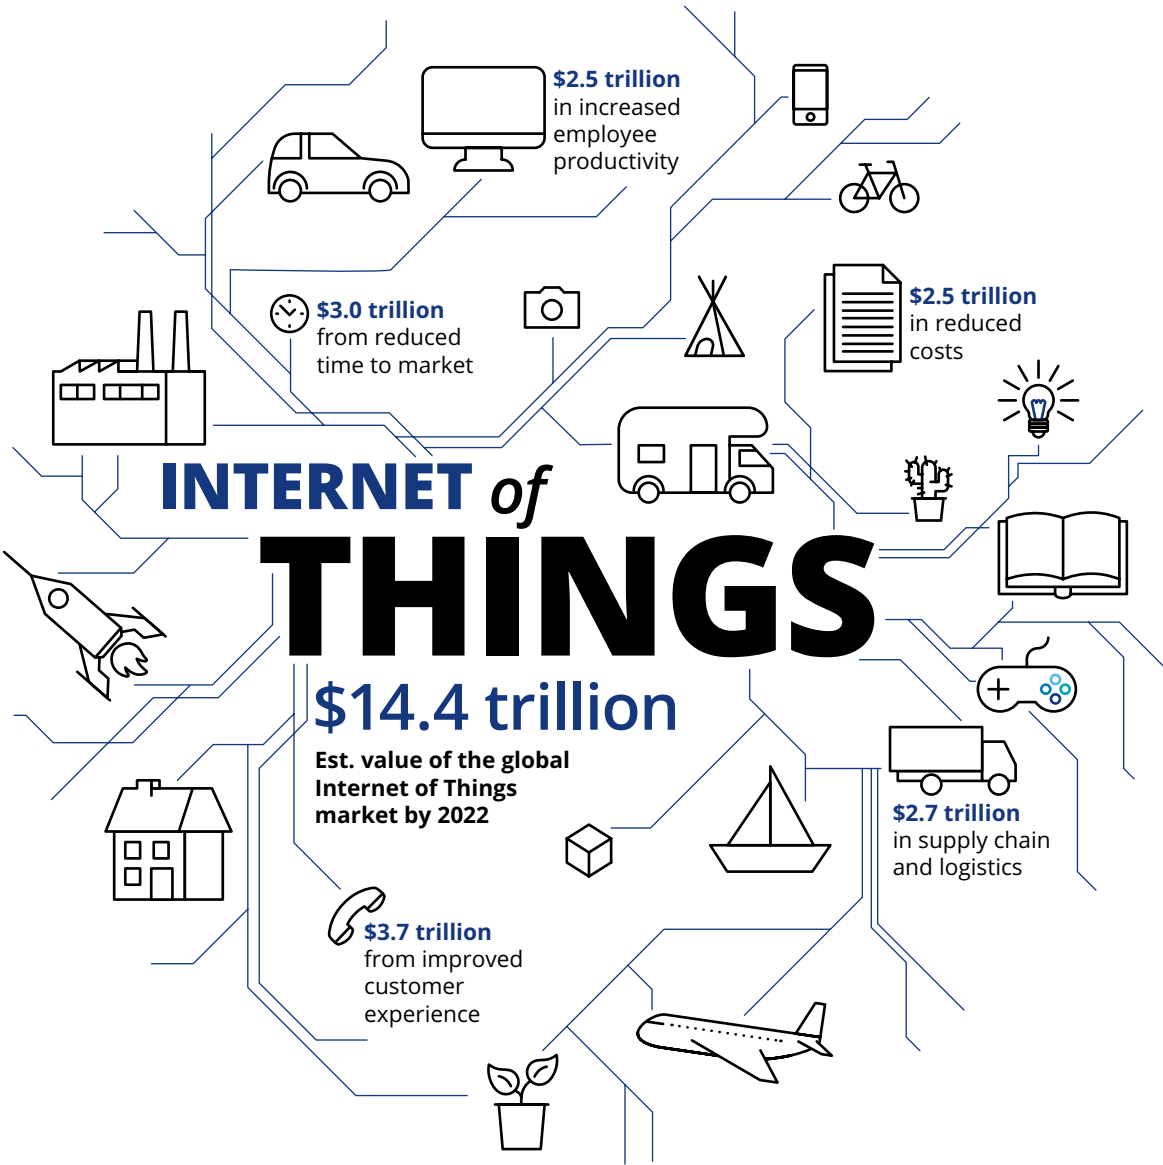 $2.5 trillion
in increased
employee
productivity
$3.0 trillion
from reduced
time to market
$2.5 trillion
in reduced
costs
INTERNET of
THINGS
$14.4 trillion
Est. value of the global
Internet of Things
market by 2022
$2.7 trillion
in supply chain
and logistics
$3.7 trillion
from improved
customer
experience